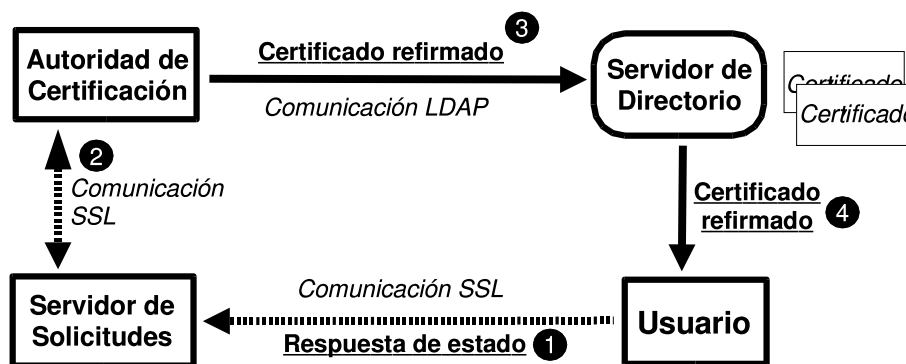 Autoridad de
Certificación
Certificado refirmado
3
Comunicación LDAP
Servidor de
Directorio
Certificado
Certificado
2
Comunicación
SSL
Certificado
refirmado
4
Servidor de
Solicitudes
Comunicación SSL
Respuesta de estado
1
Usuario